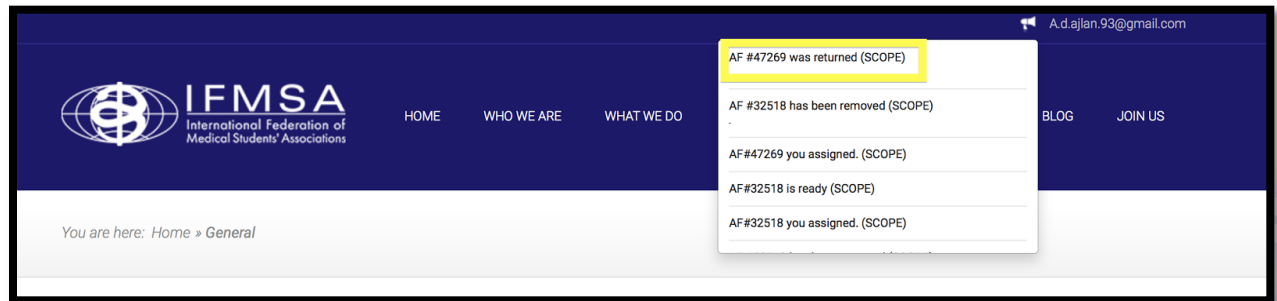 A.d.ajlan.93@gmail.com
AF #47269 was returned (SCOPE)
IFMSA
International Federation of
Medical Students' Associations
HOME WHO WE ARE WHAT WE DO BLOG JOIN US
AF #32518 has been removed (SCOPE)
.
AF#47269 you assigned. (SCOPE)
AF#32518 is ready (SCOPE)
AF#32518 you assigned. (SCOPE)
You are here: Home » General